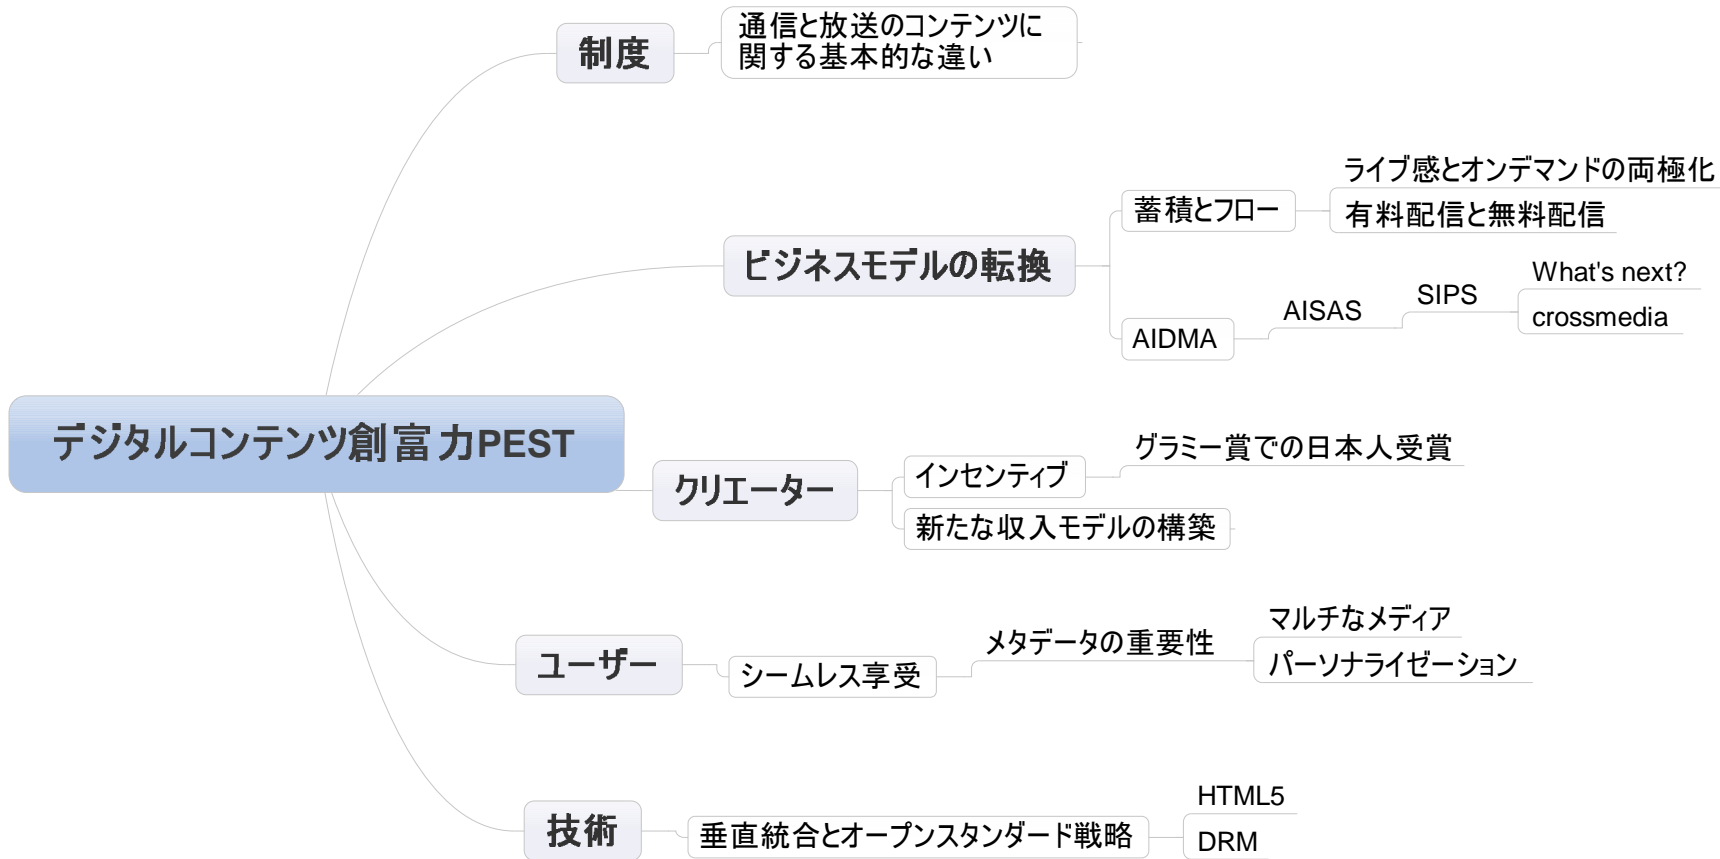 制度
通信と放送のコンテンツに
関する基本的な違い
ビジネスモデルの転換
蓄積とフロー
ライブ感とオンデマンドの両極化
有料配信と無料配信
AIDMA
AISAS
SIPS
What's next?
crossmedia
デジタルコンテンツ創富力PEST
クリエーター
インセンティブ
グラミー賞での日本人受賞
新たな収入モデルの構築
ユーザー
シームレス享受
メタデータの重要性
マルチなメディア
パーソナライゼーション
技術
垂直統合とオープンスタンダード戦略
HTML5
DRM